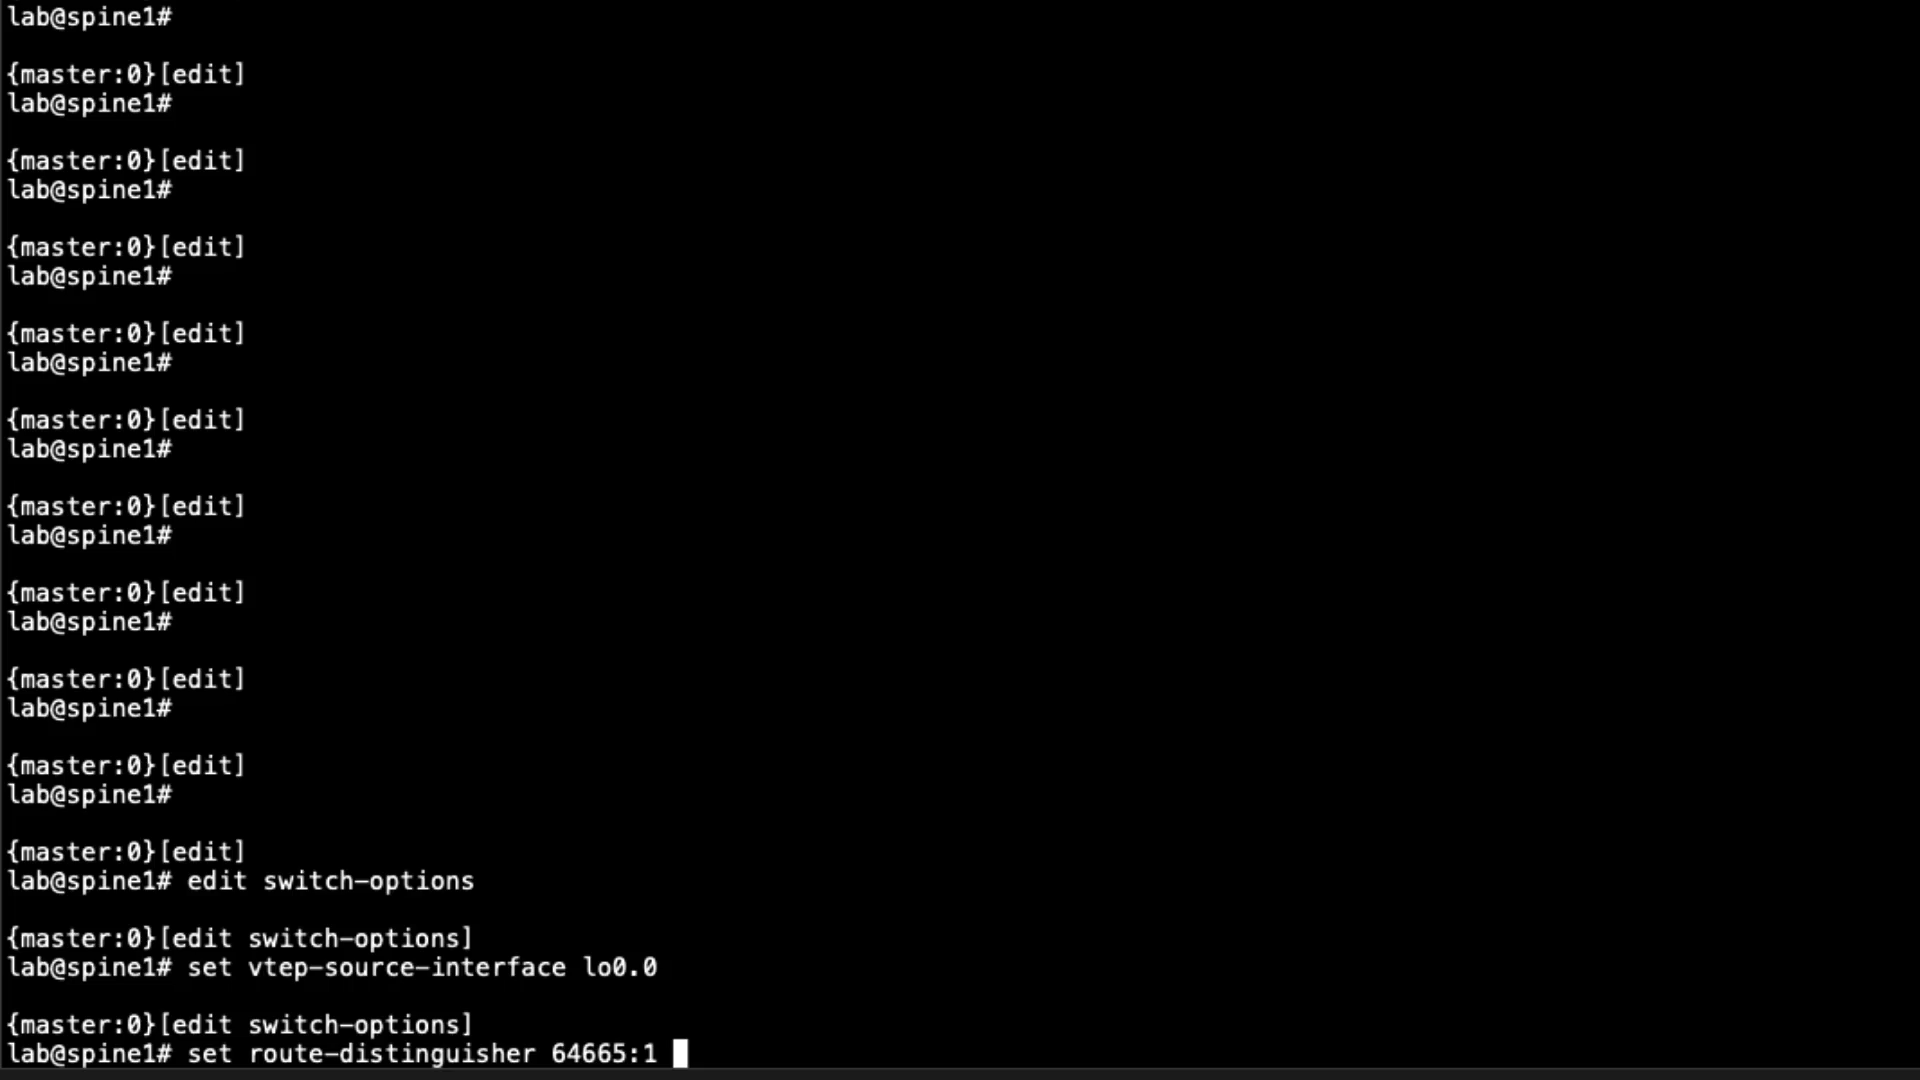 lab@spine1#
{master:0}[edit]
lab@spine1#
{master:0}[edit]
lab@spine1#
{master:0}[edit]
lab@spine1#
{master:0}[edit]
lab@spine1#
{master:0}[edit]
lab@spine1#
{master:0}[edit]
lab@spine1#
{master:0}[edit]
lab@spine1#
{master:0}[edit]
lab@spine1#
{master:0}[edit]
lab@spine1#
{master:0}[edit]
lab@spine1# edit switch-options
{master:0}[edit switch-options]
lab@spine1# set vtep-source-interface lo0.0
{master:0}[edit switch-options]
lab@spine1# set route-distinguisher 64665:1